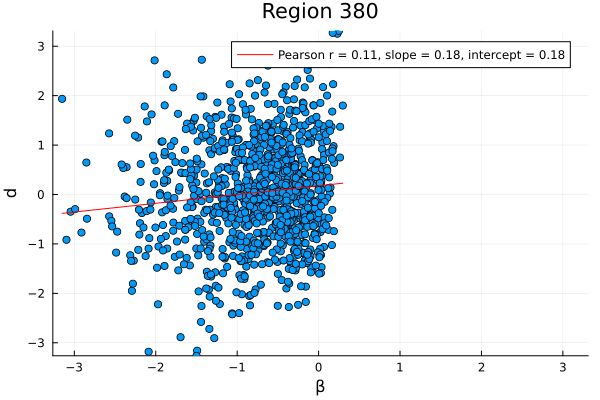 Region 380
Pearson r = 0.11, slope = 0.18, intercept = 0.18
3
2
1
0
−1
−2
−3
d
−3 −2 −1 0 1 2 3
β